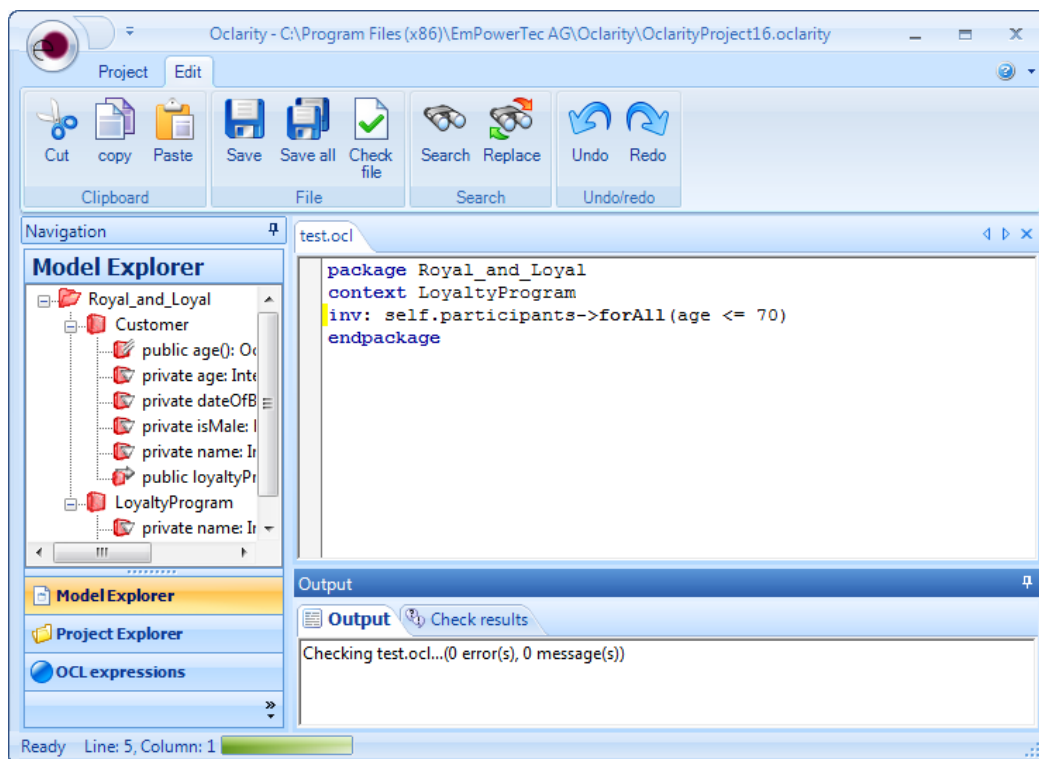 Oclarity - C:\Program Files (x86)\EmPowerTec AG\Oclarity\OclarityProject16.oclarity
Project Edit
Cut copy Paste Save Save all Check file Search Replace Undo Redo
Clipboard File Search Undo/redo
Navigation
Model Explorer
Royal_and_Loyal
Customer
public age(): Oc
private age: Inte
private dateOfB
private isMale: I
private name: Ir
public loyaltyPr
LoyaltyProgram
private name: Ir
Model Explorer
Project Explorer
OCL expressions
test.ocl
package Royal_and_Loyal
context LoyaltyProgram
inv: self.participants->forAll(age <= 70)
endpackage
Output
Output Check results
Checking test.ocl...(0 error(s), 0 message(s))
Ready Line: 5, Column: 1